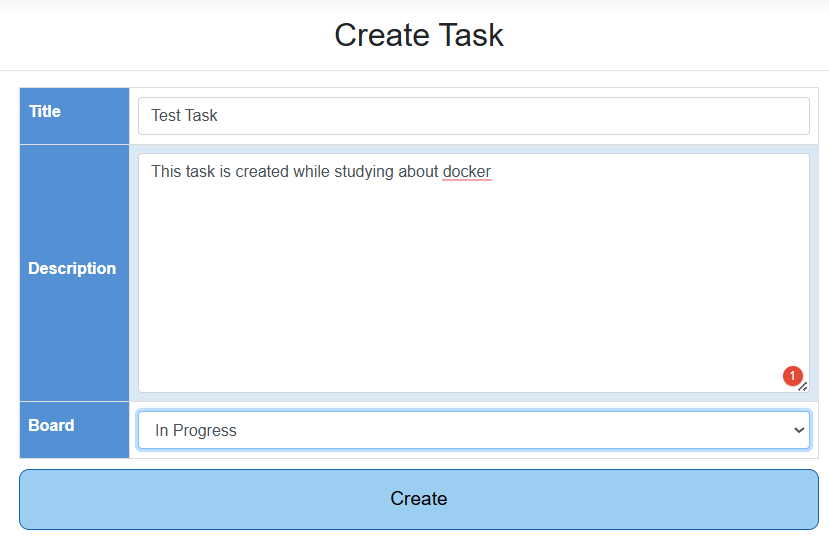 Create Task
Title
Test Task
Description
This task is created while studying about docker
1
Board
In Progress
Create